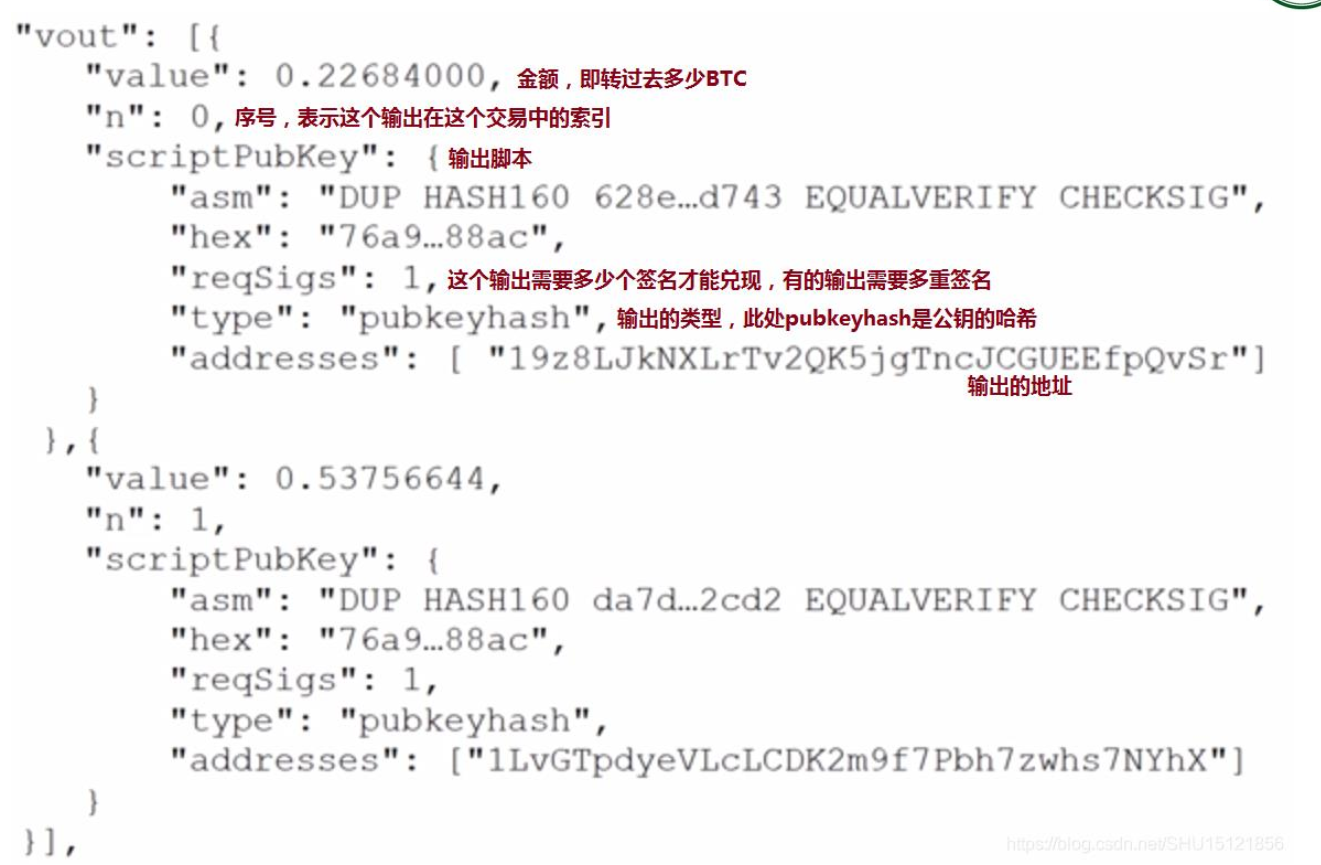 "vout": [{
"value": 0.22684000, 金额，即转过去多少BTC
"n": 0, 序号，表示这个输出在这个交易中的索引
"scriptPubKey": { 输出脚本
"asm": "DUP HASH160 628e…d743 EQUALVERIFY CHECKSIG",
"hex": "76a9…88ac",
"reqSigs": 1, 这个输出需要多少个签名才能兑现，有的输出需要多重签名
"type": "pubkeyhash", 输出的类型，此处pubkeyhash是公钥的哈希
"addresses": [ "19z8LJkNXLrTv2QK5jgTncJCGUEEfpQvSr"]
输出的地址
}
},{
"value": 0.53756644,
"n": 1,
"scriptPubKey": {
"asm": "DUP HASH160 da7d…2cd2 EQUALVERIFY CHECKSIG",
"hex": "76a9…88ac",
"reqSigs": 1,
"type": "pubkeyhash",
"addresses": ["1LvGTpdyeVLcLCDK2m9f7Pbh7zwhs7NYhX"]
}
}],
https://blog.csdn.net/SHU15121856